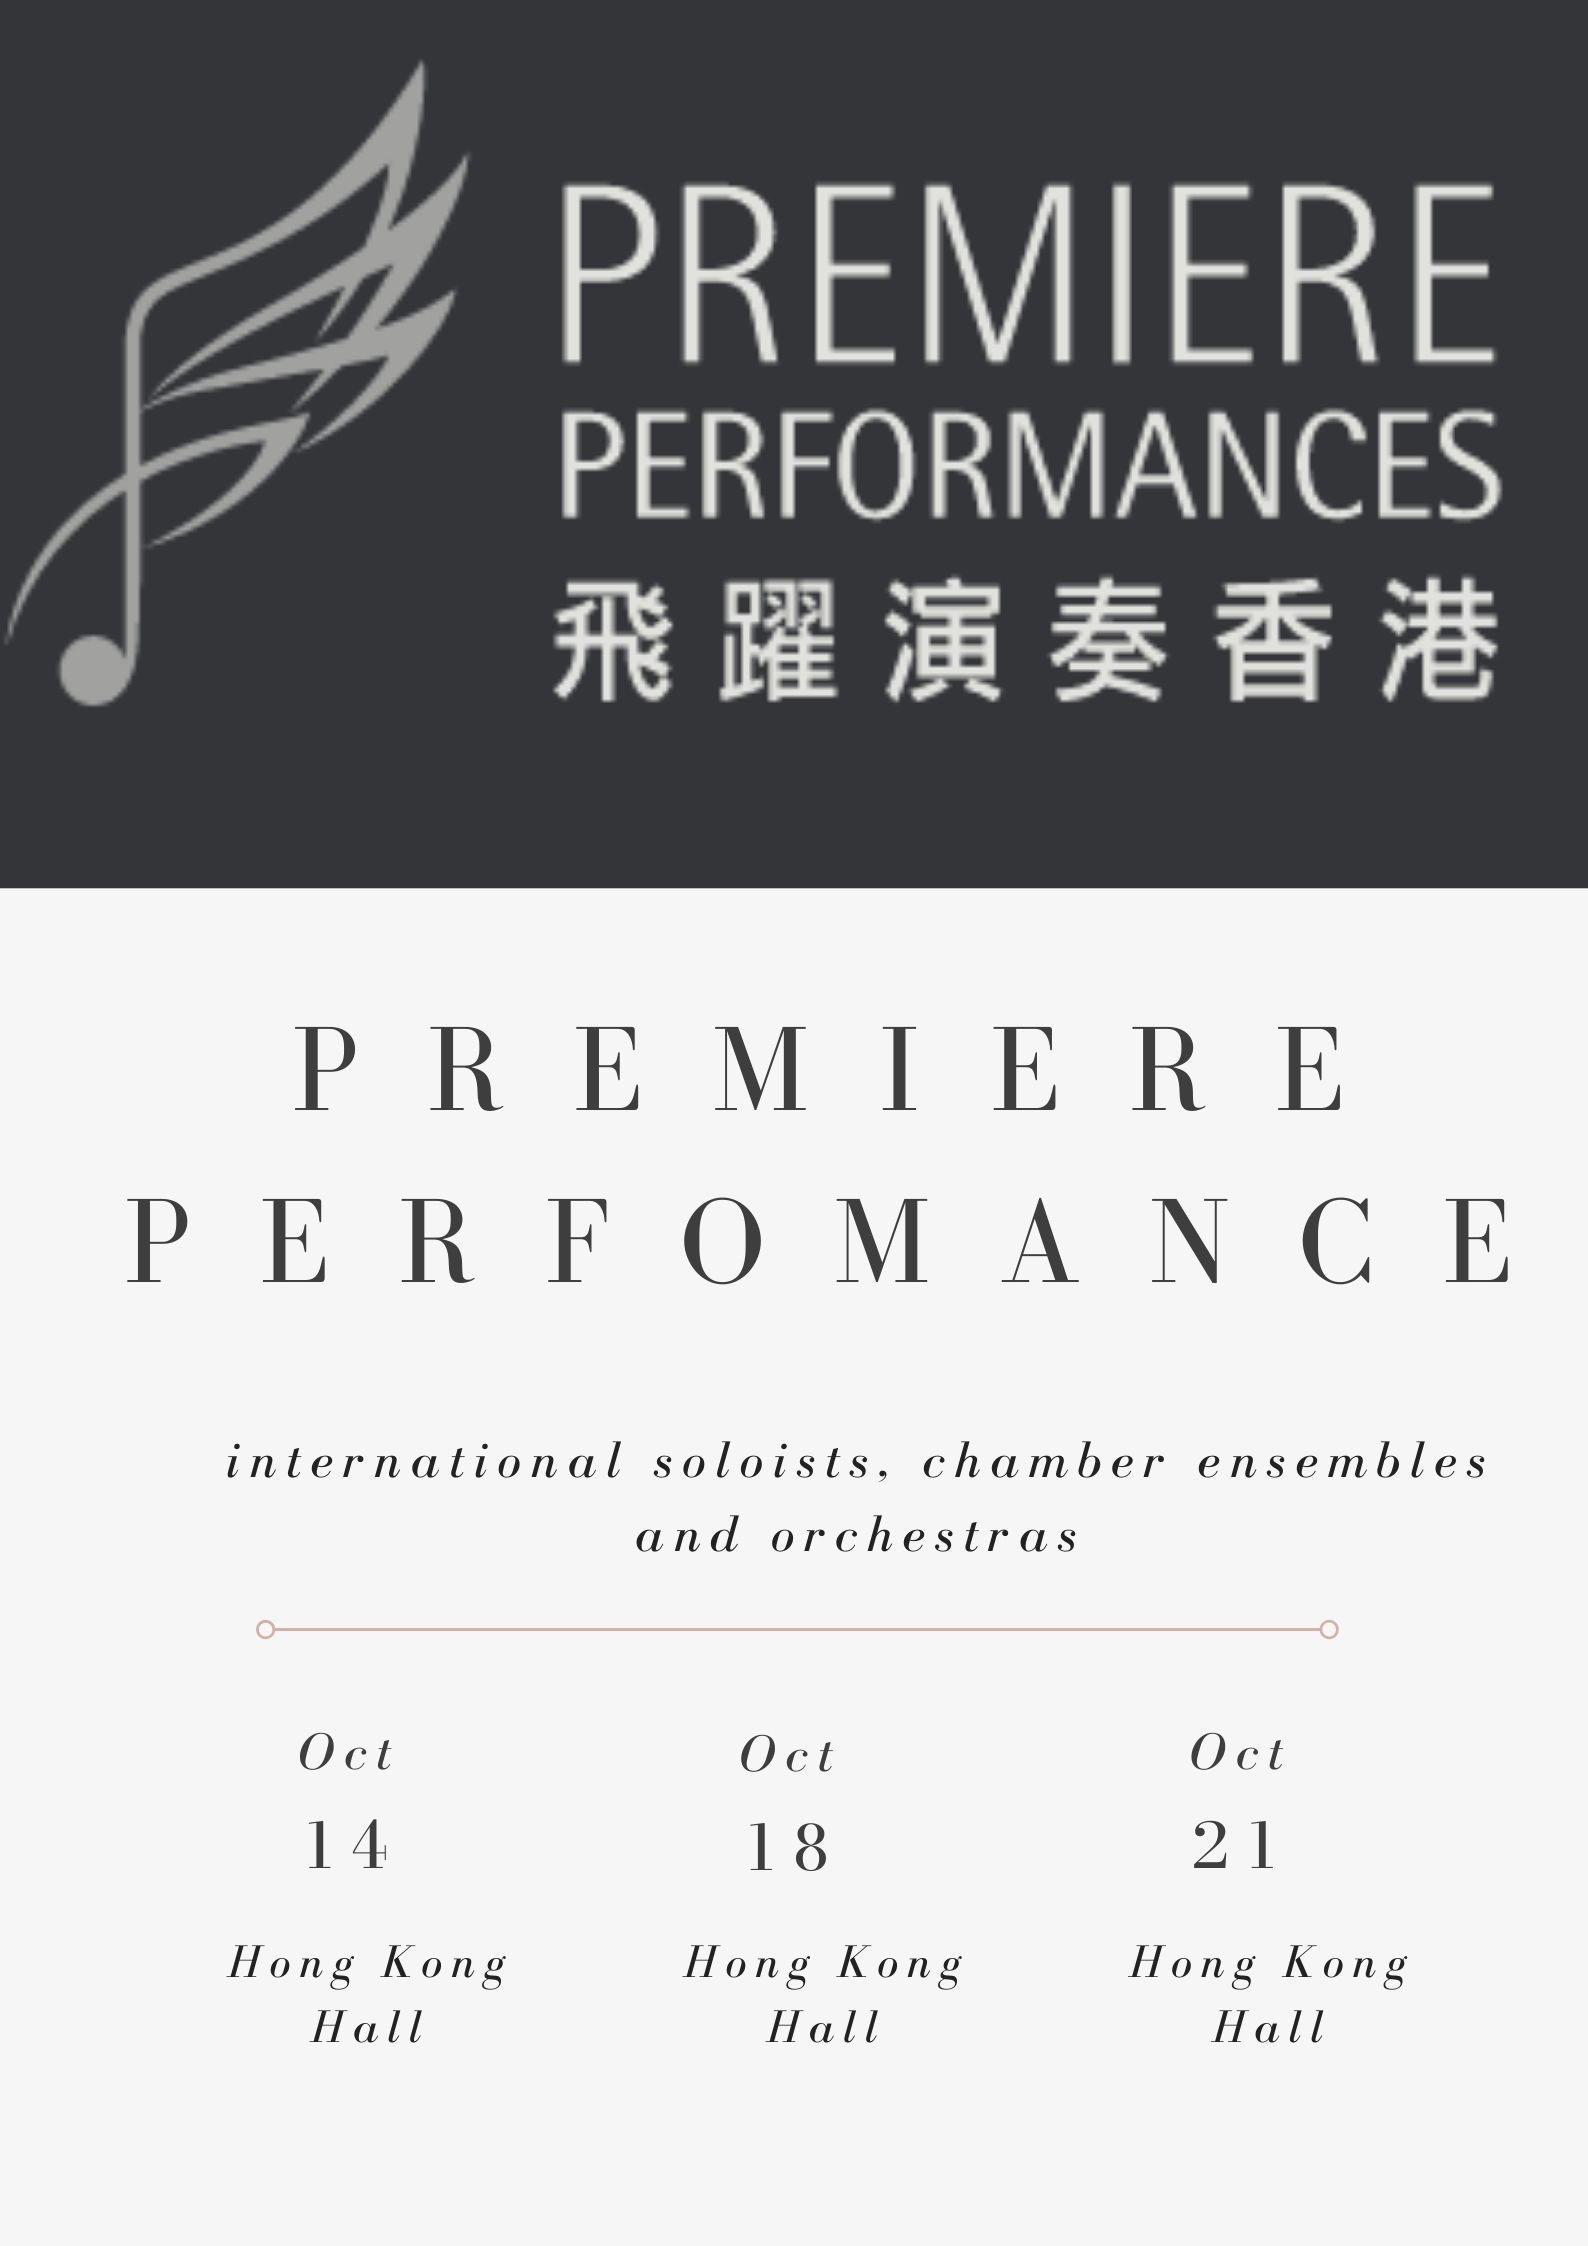 PREMIERE
PERFORMANCES
飛躍演奏香港
PREMIERE
PERFOMANCE
international soloists, chamber ensembles
and orchestras
Oct
14
Hong Kong
Hall
Oct
18
Hong Kong
Hall
Oct
21
Hong Kong
Hall